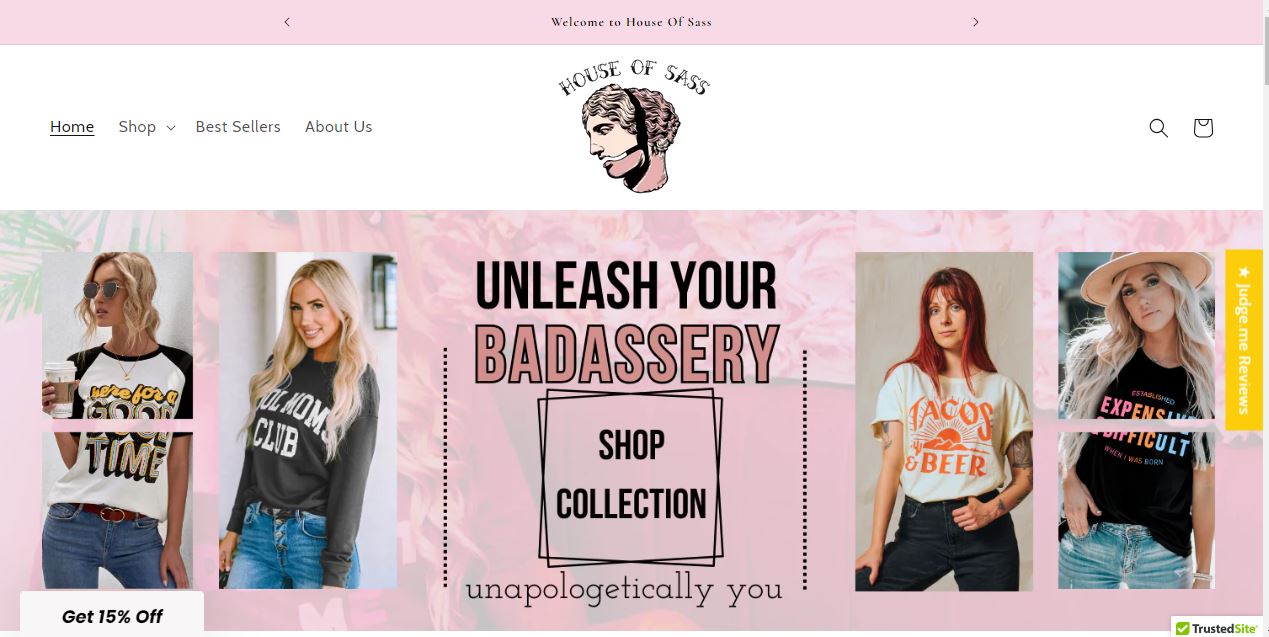 Welcome to House Of Sass
HOUSE OF SASS
Home
Shop
Best Sellers
About Us
UNLEASH YOUR
BADASSERY
SHOP
COLLECTION
unapologetically you
Here for a
GOOD
TIME
COOL MOMS
CLUB
TACOS
& BEER
ESTABLISHED
EXPENSIVE
DIFFICULT
WHEN I WAS BORN
★ Judge.me Reviews
Get 15% Off
TrustedSite